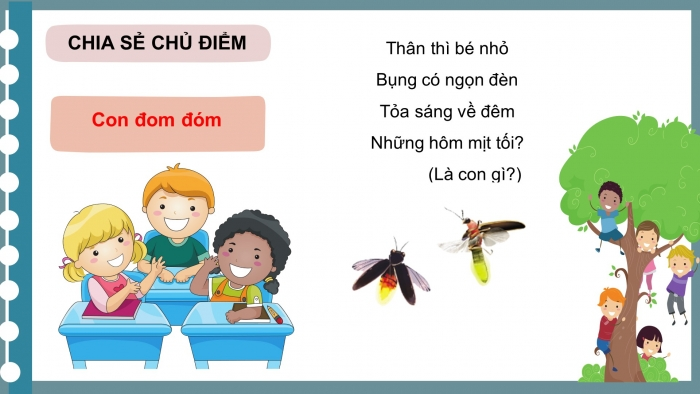 CHIA SẺ CHỦ ĐIỂM
Con đom đóm
Thân thì bé nhỏ
Bụng có ngọn đèn
Tỏa sáng về đêm
Những hôm mịt tối?
(Là con gì?)